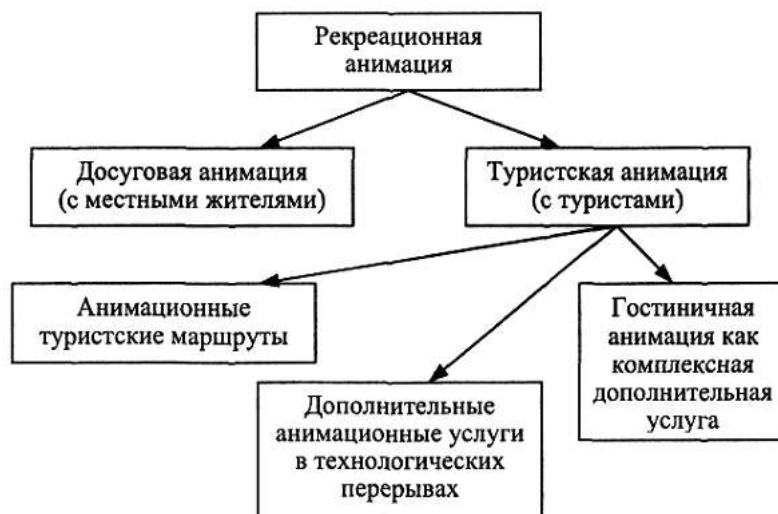 Рекреационная
анимация
Досуговая анимация
(с местными жителями)
Туристская анимация
(с туристами)
Анимационные
туристские маршруты
Дополнительные
анимационные услуги
в технологических
перерывах
Гостиничная
анимация как
комплексная
дополнительная
услуга